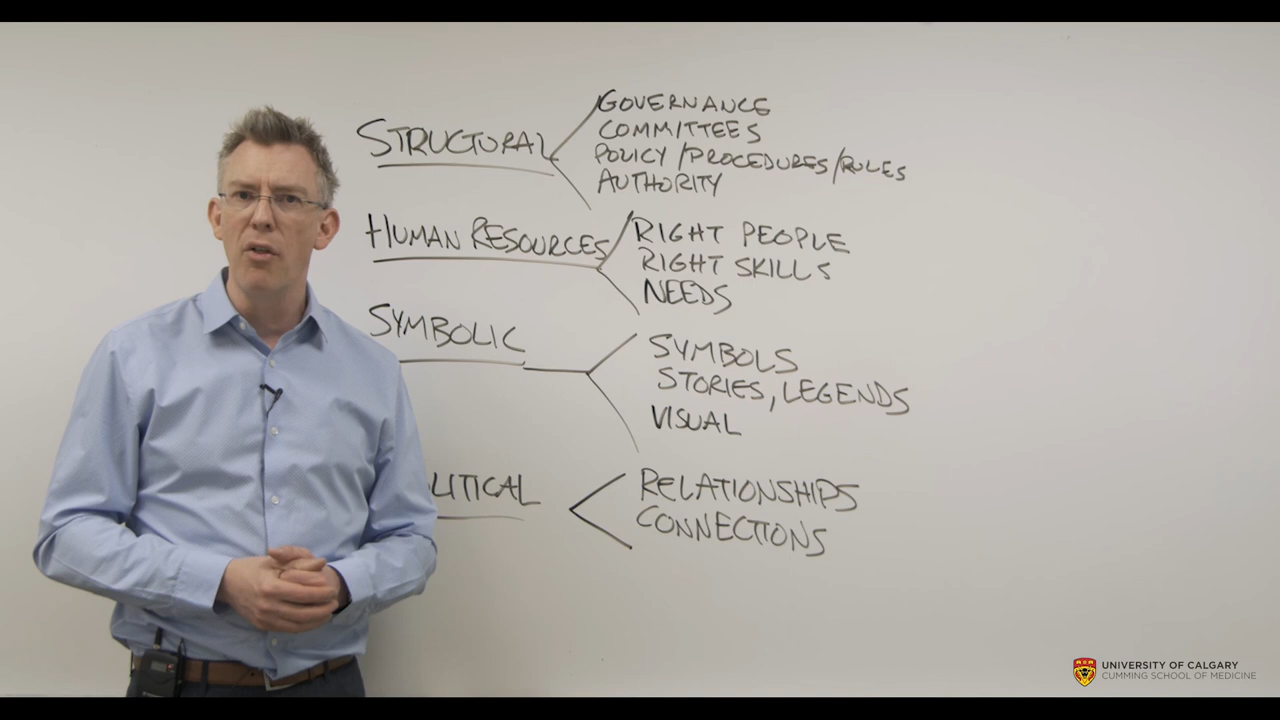 STRUCTURAL
GOVERNANCE
COMMITTEES
POLICY/PROCEDURES/RULES
AUTHORITY
HUMAN RESOURCES
RIGHT PEOPLE
RIGHT SKILLS
NEEDS
SYMBOLIC
SYMBOLS
STORIES, LEGENDS
VISUAL
LITICAL
RELATIONSHIPS
CONNECTIONS
UNIVERSITY OF CALGARY
CUMMING SCHOOL OF MEDICINE